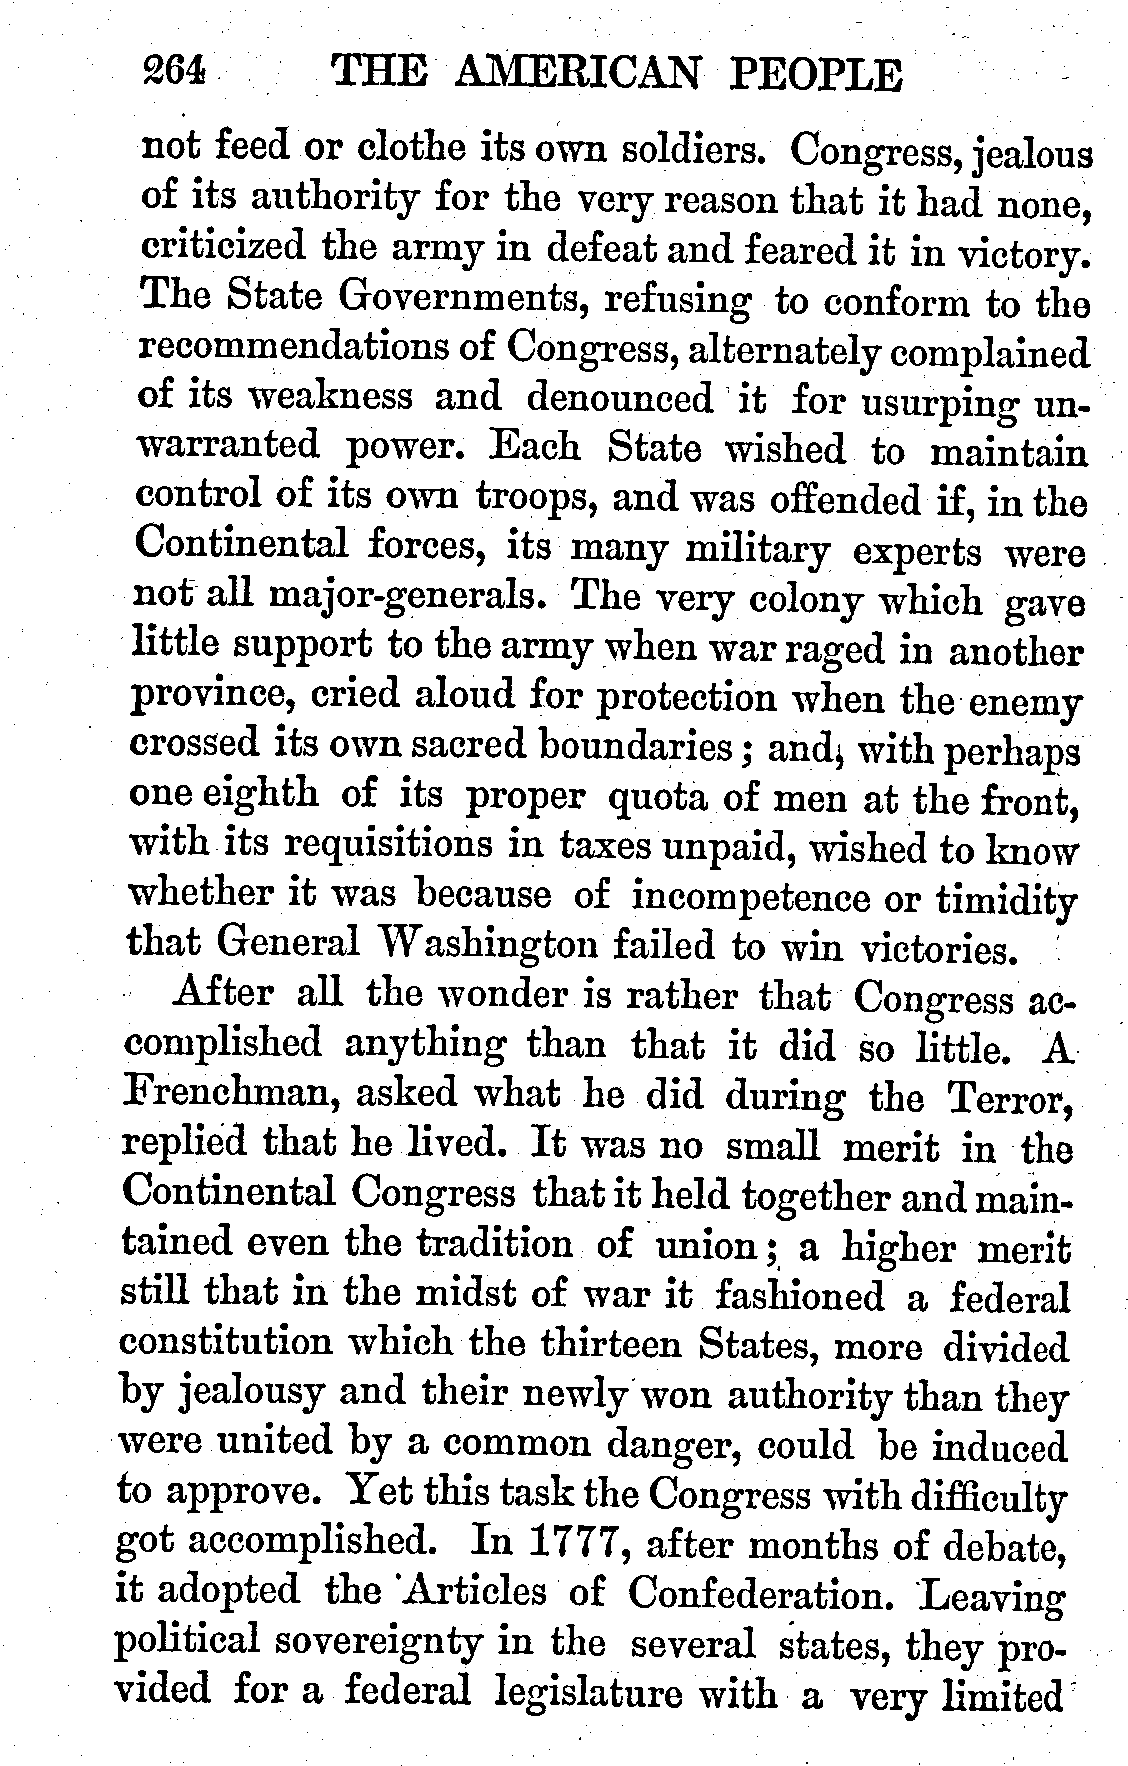 264 THE AMERICAN PEOPLE
not feed or clothe its own soldiers. Congress, jealous
of its authority for the very reason that it had none,
criticized the army in defeat and feared it in victory.
The State Governments, refusing to conform to the
recommendations of Congress, alternately complained
of its weakness and denounced it for usurping un-
warranted power. Each State wished to maintain
control of its own troops, and was offended if, in the
Continental forces, its many military experts were
not all major-generals. The very colony which gave
little support to the army when war raged in another
province, cried aloud for protection when the enemy
crossed its own sacred boundaries; and, with perhaps
one eighth of its proper quota of men at the front,
with its requisitions in taxes unpaid, wished to know
whether it was because of incompetence or timidity
that General Washington failed to win victories.
After all the wonder is rather that Congress ac-
complished anything than that it did so little. A
Frenchman, asked what he did during the Terror,
replied that he lived. It was no small merit in the
Continental Congress that it held together and main-
tained even the tradition of union; a higher merit
still that in the midst of war it fashioned a federal
constitution which the thirteen States, more divided
by jealousy and their newly won authority than they
were united by a common danger, could be induced
to approve. Yet this task the Congress with difficulty
got accomplished. In 1777, after months of debate,
it adopted the Articles of Confederation. Leaving
political sovereignty in the several states, they pro-
vided for a federal legislature with a very limited